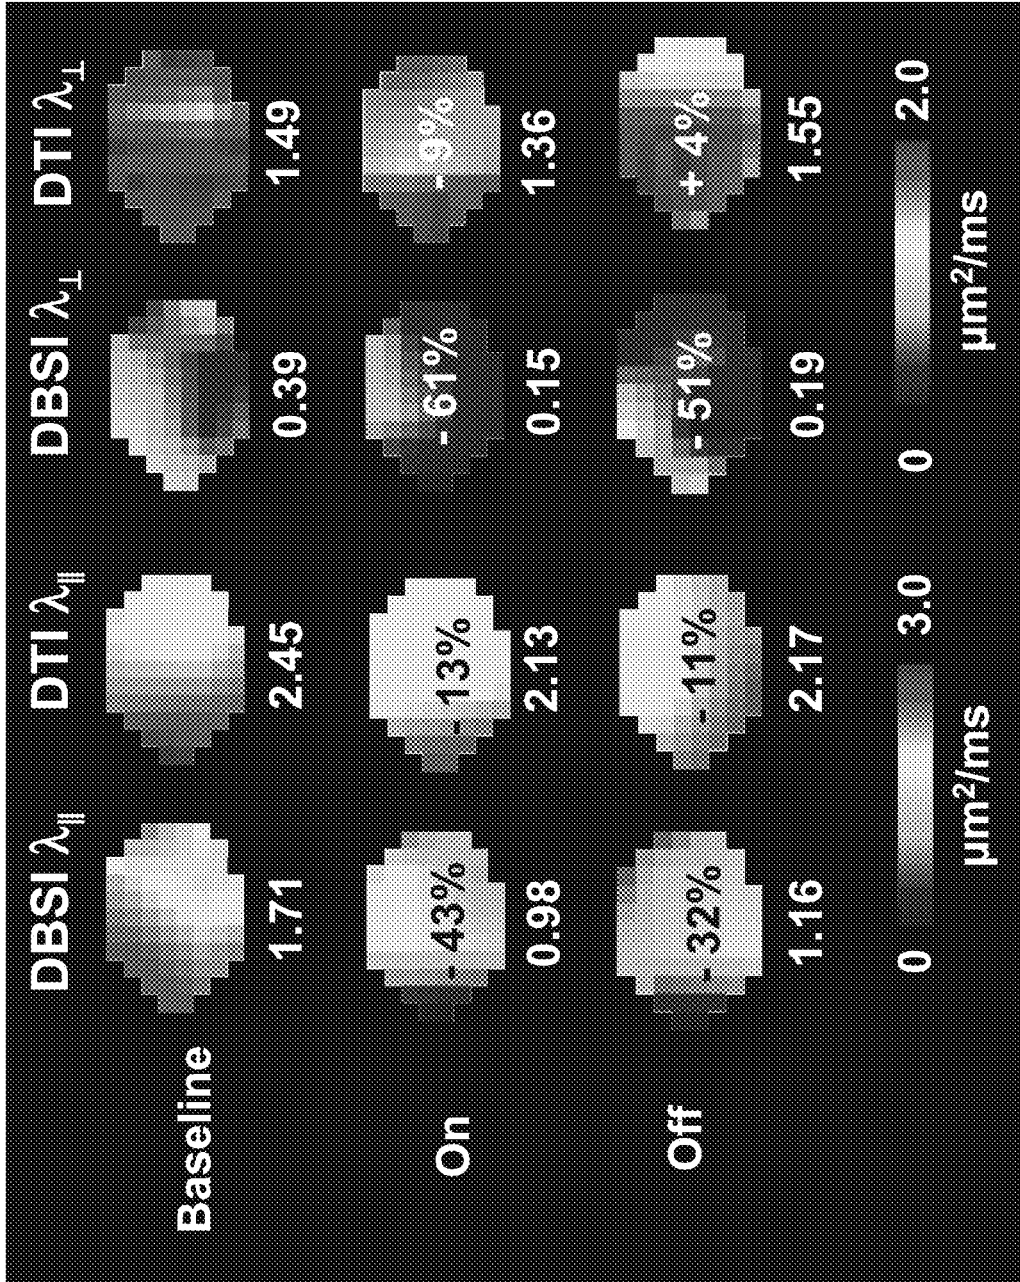 DBSI λ∥ DTI λ∥ DBSI λ⊥ DTI λ⊥
Baseline
1.71 2.45 0.39 1.49
On - 43% - 13% - 61% - 9%
0.98 2.13 0.15 1.36
Off - 32% - 11% - 51% + 4%
1.16 2.17 0.19 1.55
0 3.0 0 2.0
µm²/ms µm²/ms